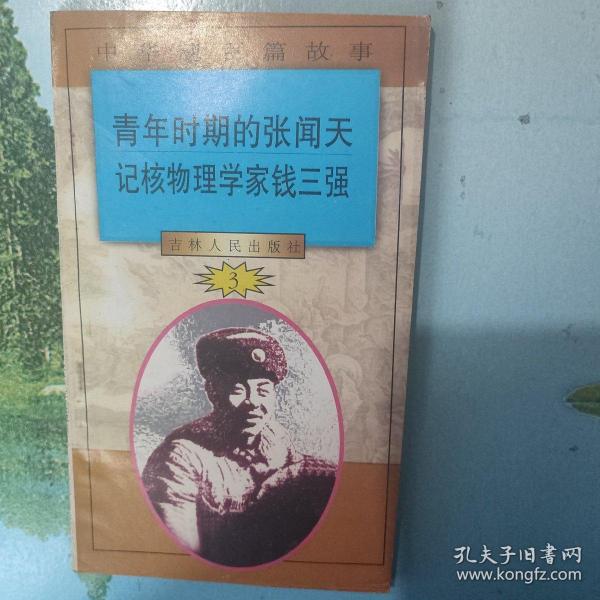 中华魂百篇故事
青年时期的张闻天
记核物理学家钱三强
吉林人民出版社
3
孔夫子旧书网
www.kongfz.com